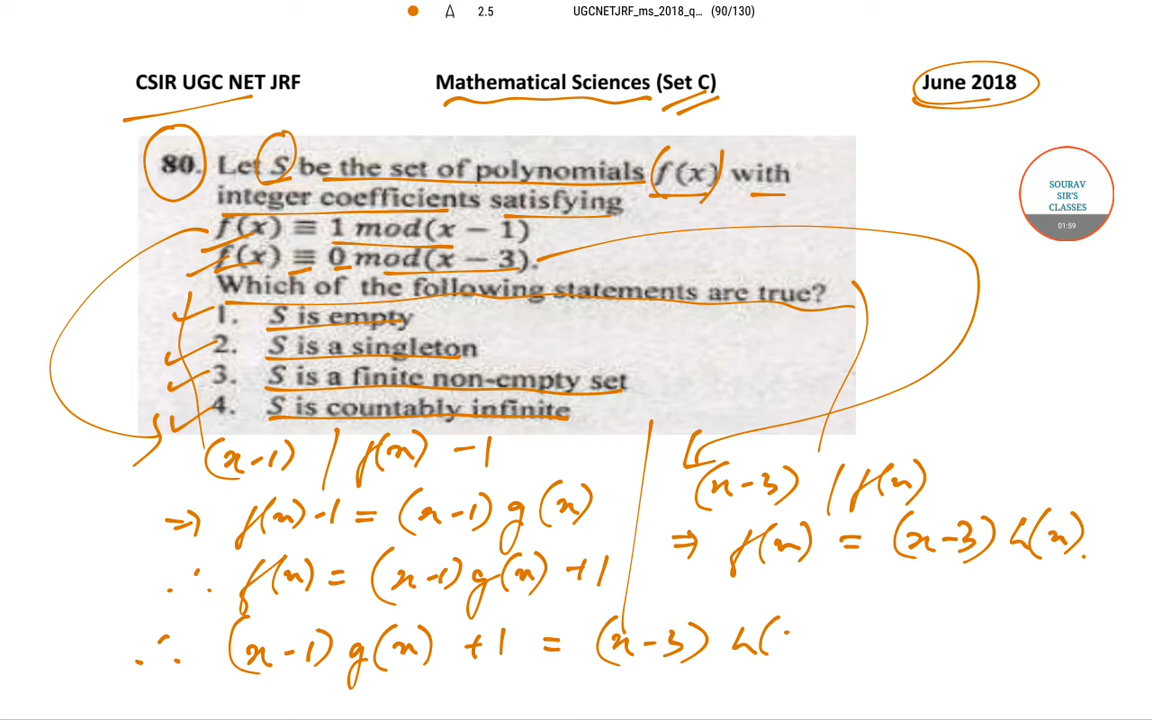 2.5 UGCNETJRF_ms_2018_q... (90/130)
CSIR UGC NET JRF Mathematical Sciences (Set C) June 2018
80. Let S be the set of polynomials f(x) with
integer coefficients satisfying
f(x) ≡ 1 mod(x − 1)
f(x) ≡ 0 mod(x − 3).
Which of the following statements are true?
1. S is empty
2. S is a singleton
3. S is a finite non-empty set
4. S is countably infinite
SOURAV
SIR'S
CLASSES
01:59
(x-1) | f(x) -1
⇒ f(x)-1 = (x-1) g(x)
∴ f(x) = (x-1) g(x) +1
(x-3) | f(x)
⇒ f(x) = (x-3) h(x).
∴ (x-1) g(x) +1 = (x-3) h(